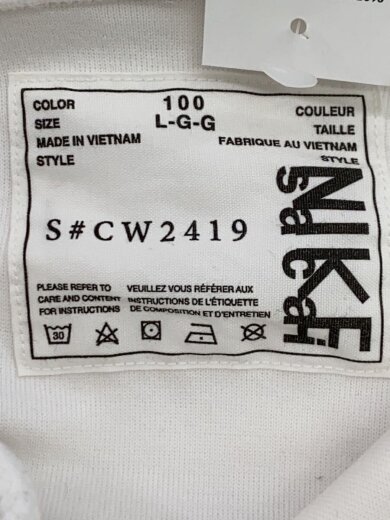 COLOR 100 COULEUR
SIZE L-G-G TAILLE
MADE IN VIETNAM FABRIQUE AU VIETNAM
STYLE STYLE
S#CW2419
NIKE
sacai
PLEASE REFER TO VEUILLEZ VOUS RÉFÉRER AUX
CARE AND CONTENT INSTRUCTIONS DE L'ÉTIQUETTE
FOR INSTRUCTIONS DE COMPOSITION ET D'ENTRETIEN
30